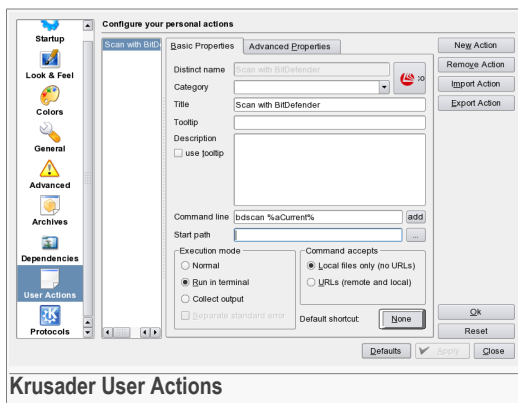 Configure your personal actions
Startup
Look & Feel
Colors
General
Advanced
Archives
Dependencies
User Actions
Protocols
Scan with BitD
Basic Properties
Advanced Properties
Distinct name
Scan with BitDefender
Category
Title
Scan with BitDefender
Tooltip
Description
use tooltip
Command line
bdscan %aCurrent%
add
Start path
...
Execution mode
Normal
Run in terminal
Collect output
Separate standard error
Command accepts
Local files only (no URLs)
URLs (remote and local)
Default shortcut:
None
New Action
Remove Action
Import Action
Export Action
Ok
Reset
Defaults
Apply
Close
Krusader User Actions